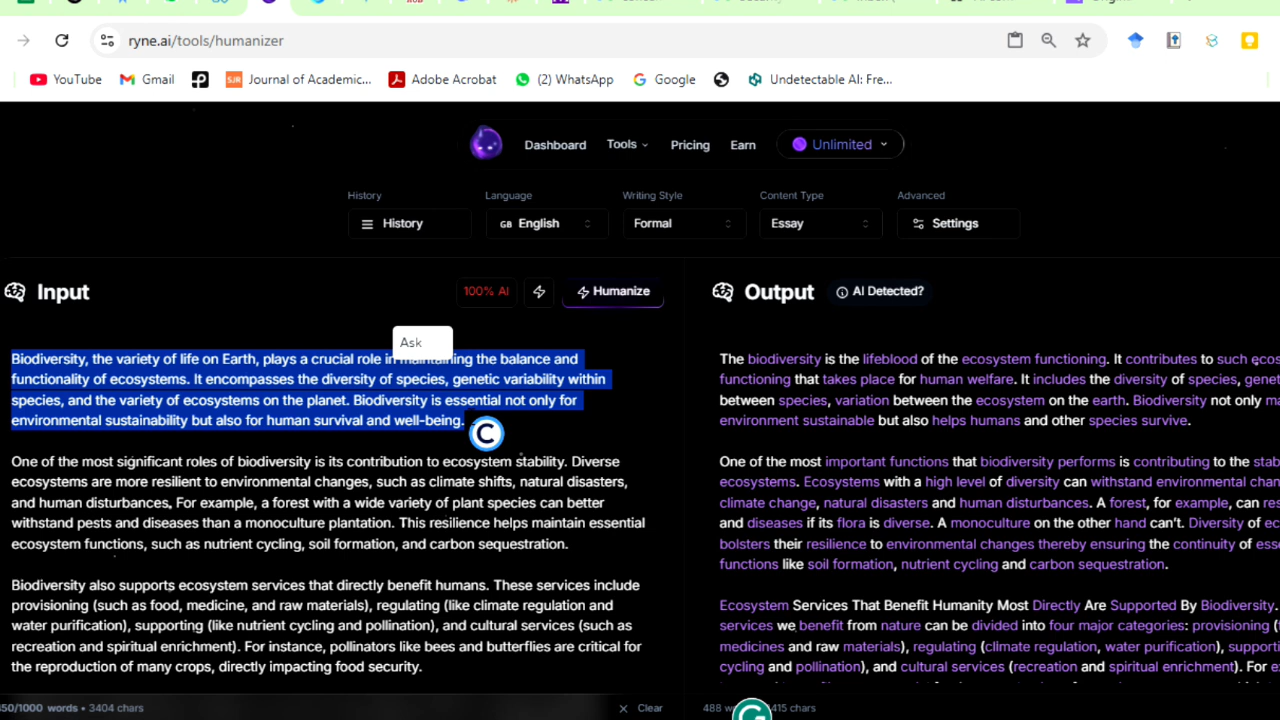 ryne.ai/tools/humanizer
YouTube Gmail Journal of Academic... Adobe Acrobat (2) WhatsApp Google Undetectable AI: Fre...
Dashboard Tools Pricing Earn Unlimited
History Language Writing Style Content Type Advanced
History GB English Formal Essay Settings
Input 100% AI Humanize
Output AI Detected?
Ask
Biodiversity, the variety of life on Earth, plays a crucial role in maintaining the balance and
functionality of ecosystems. It encompasses the diversity of species, genetic variability within
species, and the variety of ecosystems on the planet. Biodiversity is essential not only for
environmental sustainability but also for human survival and well-being.
One of the most significant roles of biodiversity is its contribution to ecosystem stability. Diverse
ecosystems are more resilient to environmental changes, such as climate shifts, natural disasters,
and human disturbances. For example, a forest with a wide variety of plant species can better
withstand pests and diseases than a monoculture plantation. This resilience helps maintain essential
ecosystem functions, such as nutrient cycling, soil formation, and carbon sequestration.
Biodiversity also supports ecosystem services that directly benefit humans. These services include
provisioning (such as food, medicine, and raw materials), regulating (like climate regulation and
water purification), supporting (like nutrient cycling and pollination), and cultural services (such as
recreation and spiritual enrichment). For instance, pollinators like bees and butterflies are critical for
the reproduction of many crops, directly impacting food security.
450/1000 words • 3404 chars Clear
The biodiversity is the lifeblood of the ecosystem functioning. It contributes to such
functioning that takes place for human welfare. It includes the diversity of species,
between species, variation between the ecosystem on the earth. Biodiversity not only
environment sustainable but also helps humans and other species survive.
One of the most important functions that biodiversity performs is contributing to the
ecosystems. Ecosystems with a high level of diversity can withstand environmental
climate change, natural disasters and human disturbances. A forest, for example, can
and diseases if its flora is diverse. A monoculture on the other hand can't. Diversity of
bolsters their resilience to environmental changes thereby ensuring the continuity of
functions like soil formation, nutrient cycling and carbon sequestration.
Ecosystem Services That Benefit Humanity Most Directly Are Supported By Biodiversity.
services we benefit from nature can be divided into four major categories: provisioning
medicines and raw materials), regulating (climate regulation, water purification),
cycling and pollination), and cultural services (recreation and spiritual enrichment). For
488 415 chars